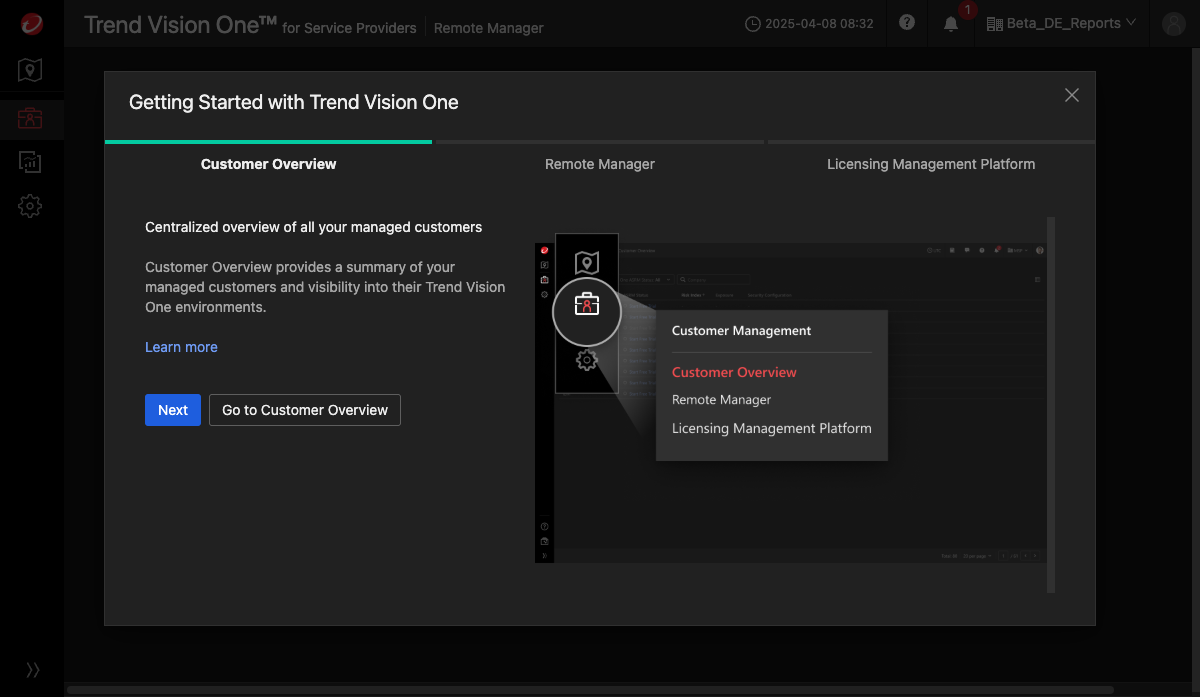 Trend Vision One™ for Service Providers Remote Manager
2025-04-08 08:32
1
Beta_DE_Reports
Getting Started with Trend Vision One
Customer Overview
Remote Manager
Licensing Management Platform
Centralized overview of all your managed customers
Customer Overview provides a summary of your
managed customers and visibility into their Trend Vision
One environments.
Learn more
Next
Go to Customer Overview
Customer Management
Customer Overview
Remote Manager
Licensing Management Platform